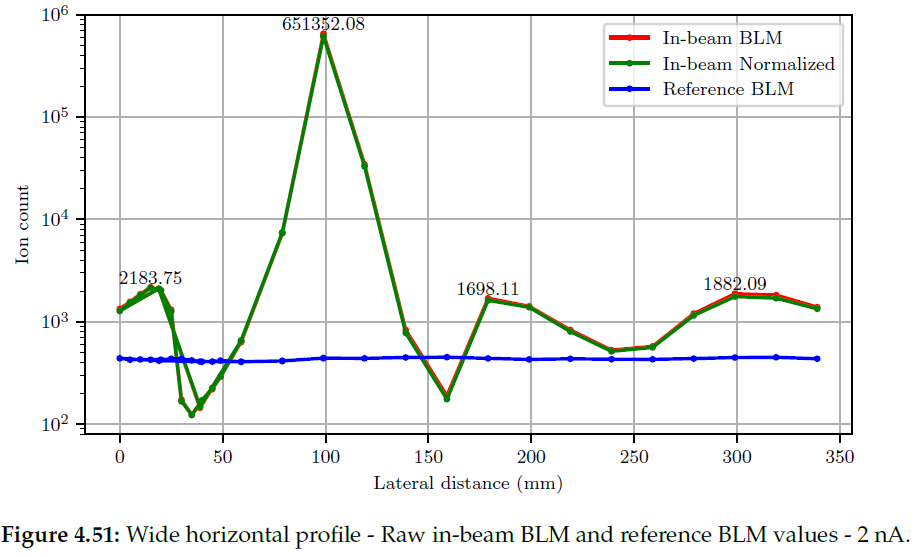 10⁶
651352.08
In-beam BLM
In-beam Normalized
Reference BLM
10⁵
10⁴
Ion count
2183.75
1698.11
1882.09
10³
10²
0 50 100 150 200 250 300 350
Lateral distance (mm)
Figure 4.51: Wide horizontal profile - Raw in-beam BLM and reference BLM values - 2 nA.